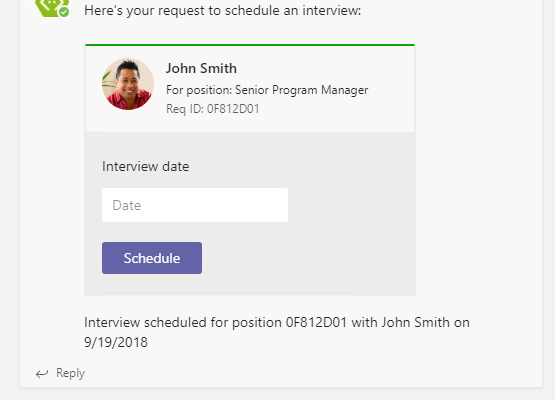 Here's your request to schedule an interview:
John Smith
For position: Senior Program Manager
Req ID: 0F812D01
Interview date
Date
Schedule
Interview scheduled for position 0F812D01 with John Smith on
9/19/2018
Reply